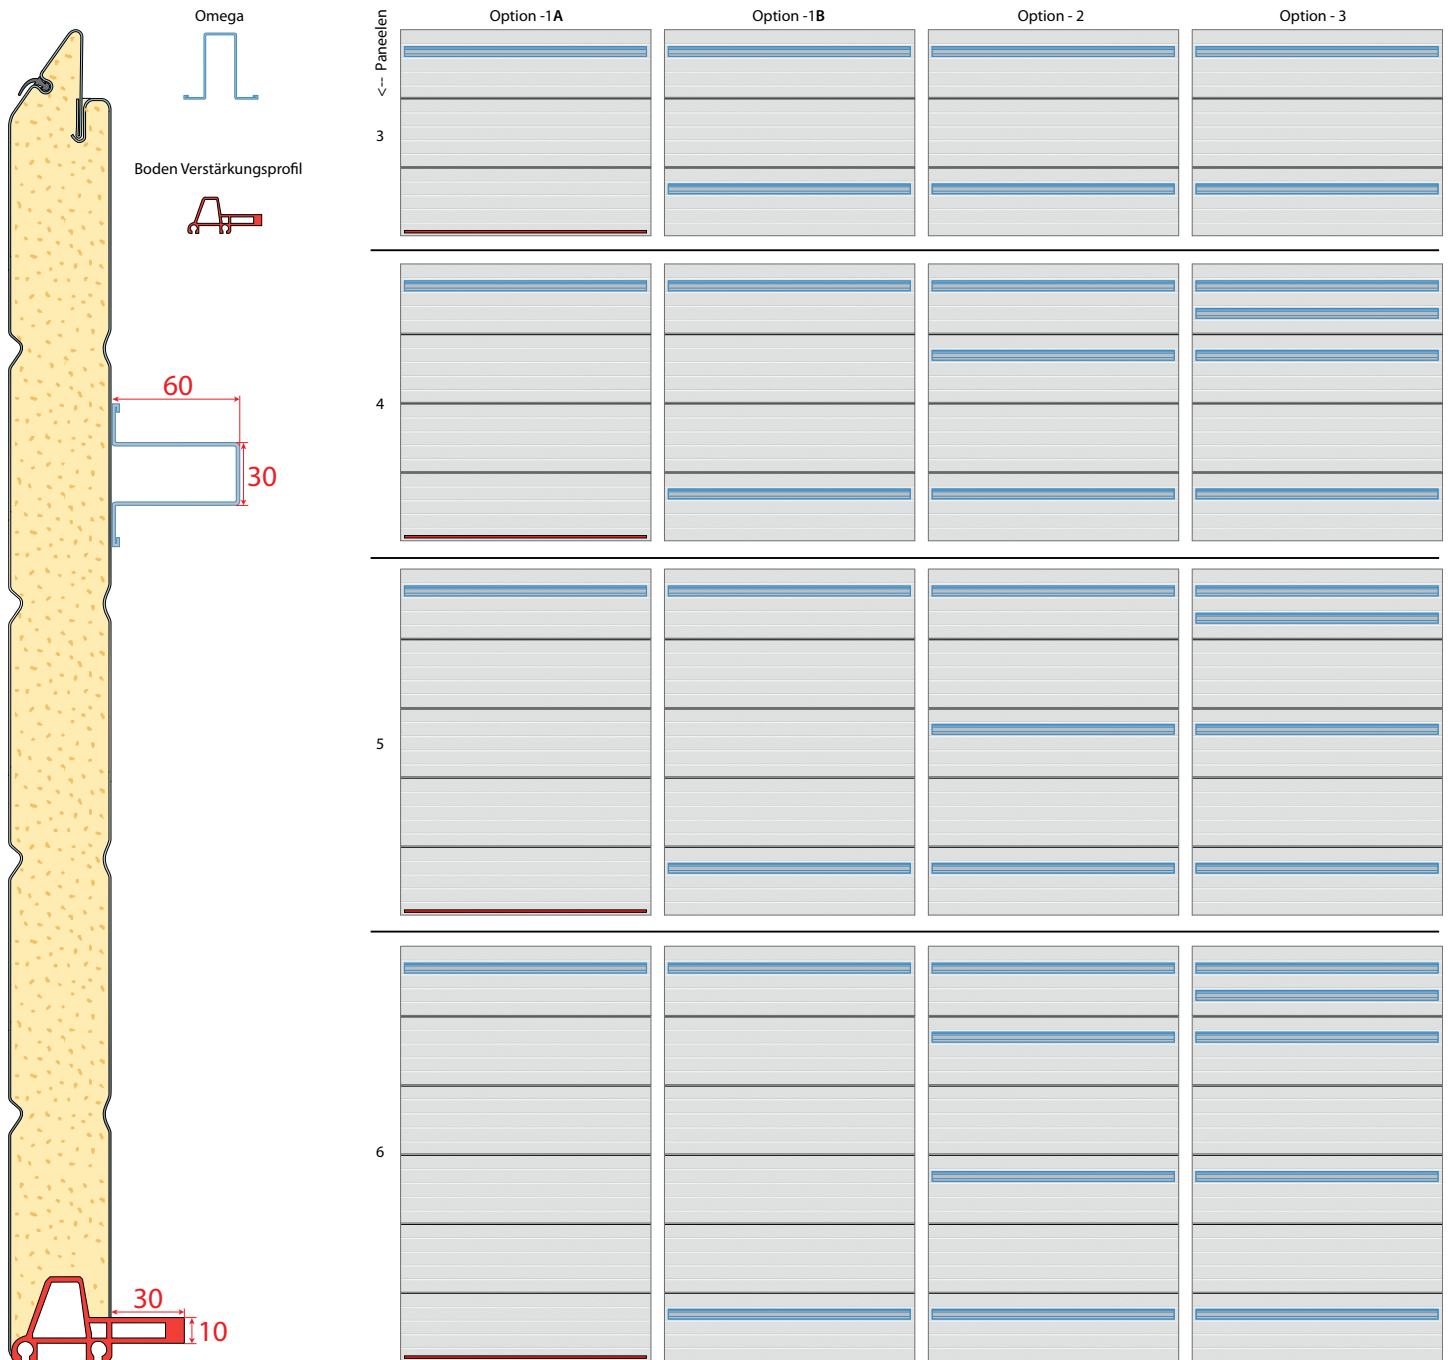 Omega
Boden Verstärkungsprofil
60
30
30
10
<-- Paneelen
Option -1A
Option -1B
Option - 2
Option - 3
3
4
5
6